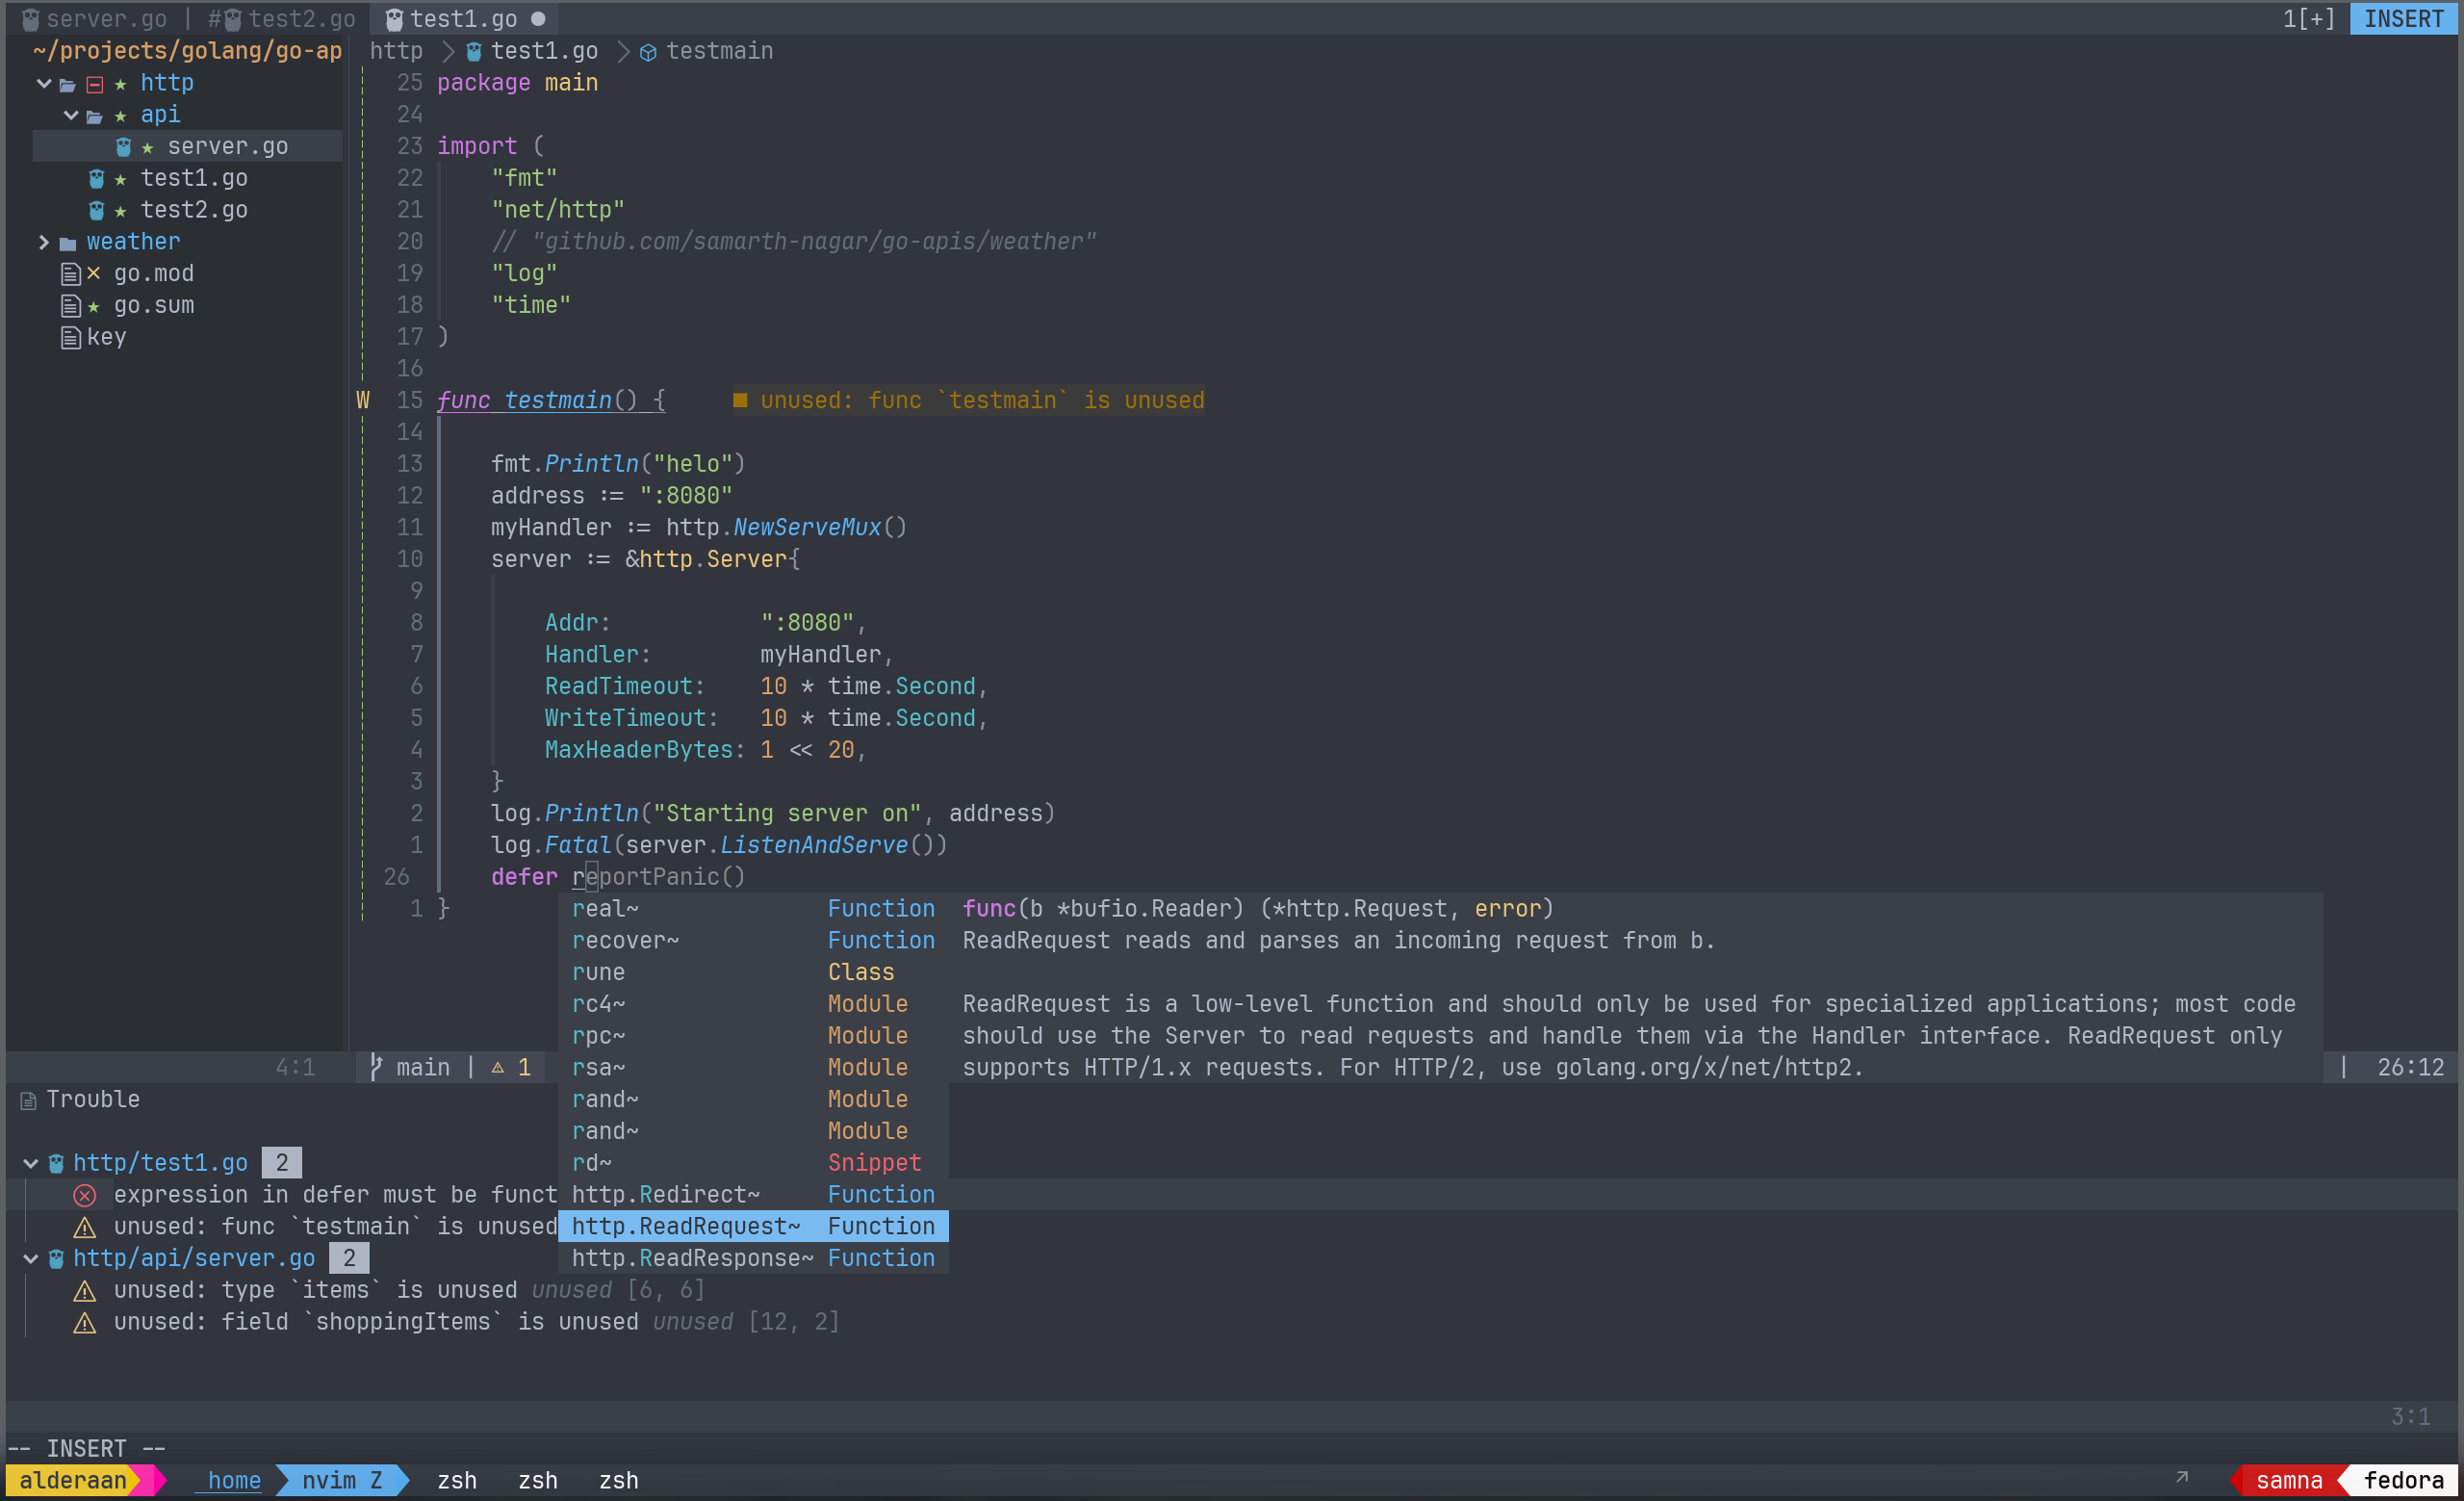 server.go | # test2.go test1.go ● 1[+] INSERT
~/projects/golang/go-ap
http
api
server.go
test1.go
test2.go
weather
go.mod
go.sum
key
http > test1.go > testmain
25 package main
24
23 import (
22 "fmt"
21 "net/http"
20 // "github.com/samarth-nagar/go-apis/weather"
19 "log"
18 "time"
17 )
16
W 15 func testmain() { ■ unused: func `testmain` is unused
14
13 fmt.Println("helo")
12 address := ":8080"
11 myHandler := http.NewServeMux()
10 server := &http.Server{
9
8 Addr: ":8080",
7 Handler: myHandler,
6 ReadTimeout: 10 * time.Second,
5 WriteTimeout: 10 * time.Second,
4 MaxHeaderBytes: 1 << 20,
3 }
2 log.Println("Starting server on", address)
1 log.Fatal(server.ListenAndServe())
26 defer reportPanic()
1 }
real~ Function
recover~ Function
rune Class
rc4~ Module
rpc~ Module
rsa~ Module
rand~ Module
rand~ Module
rd~ Snippet
http.Redirect~ Function
http.ReadRequest~ Function
http.ReadResponse~ Function
func(b *bufio.Reader) (*http.Request, error)
ReadRequest reads and parses an incoming request from b.
ReadRequest is a low-level function and should only be used for specialized applications; most code
should use the Server to read requests and handle them via the Handler interface. ReadRequest only
supports HTTP/1.x requests. For HTTP/2, use golang.org/x/net/http2.
4:1 main | ⚠ 1 | 26:12
Trouble
http/test1.go 2
expression in defer must be funct
unused: func `testmain` is unused
http/api/server.go 2
unused: type `items` is unused unused [6, 6]
unused: field `shoppingItems` is unused unused [12, 2]
3:1
-- INSERT --
alderaan home nvim Z zsh zsh zsh samna fedora